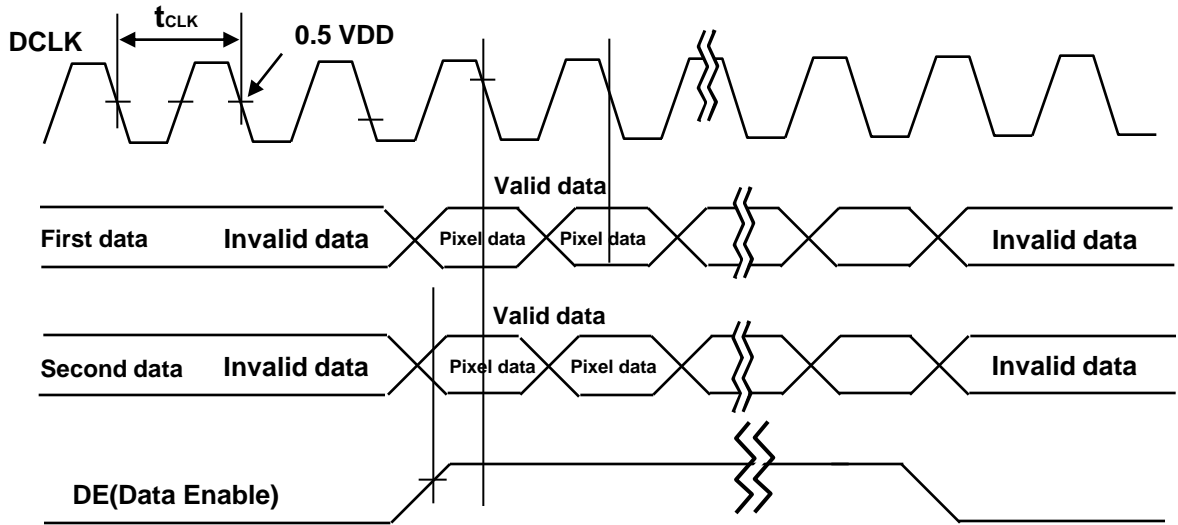 tCLK
DCLK
0.5 VDD
Valid data
First data Invalid data Pixel data Pixel data Invalid data
Valid data
Second data Invalid data Pixel data Pixel data Invalid data
DE(Data Enable)